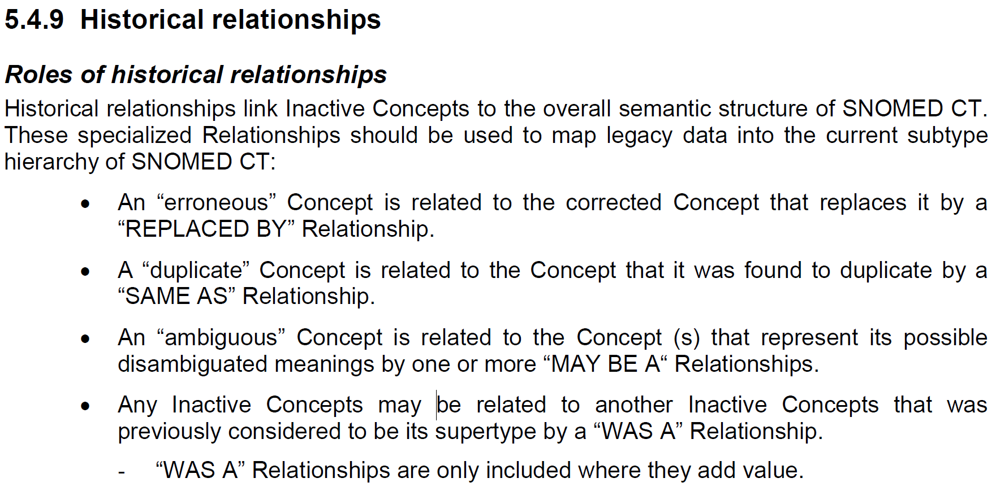 5.4.9 Historical relationships
Roles of historical relationships
Historical relationships link Inactive Concepts to the overall semantic structure of SNOMED CT.
These specialized Relationships should be used to map legacy data into the current subtype
hierarchy of SNOMED CT:
• An “erroneous” Concept is related to the corrected Concept that replaces it by a
“REPLACED BY” Relationship.
• A “duplicate” Concept is related to the Concept that it was found to duplicate by a
“SAME AS” Relationship.
• An “ambiguous” Concept is related to the Concept (s) that represent its possible
disambiguated meanings by one or more “MAY BE A“ Relationships.
• Any Inactive Concepts may be related to another Inactive Concepts that was
previously considered to be its supertype by a “WAS A” Relationship.
- “WAS A” Relationships are only included where they add value.